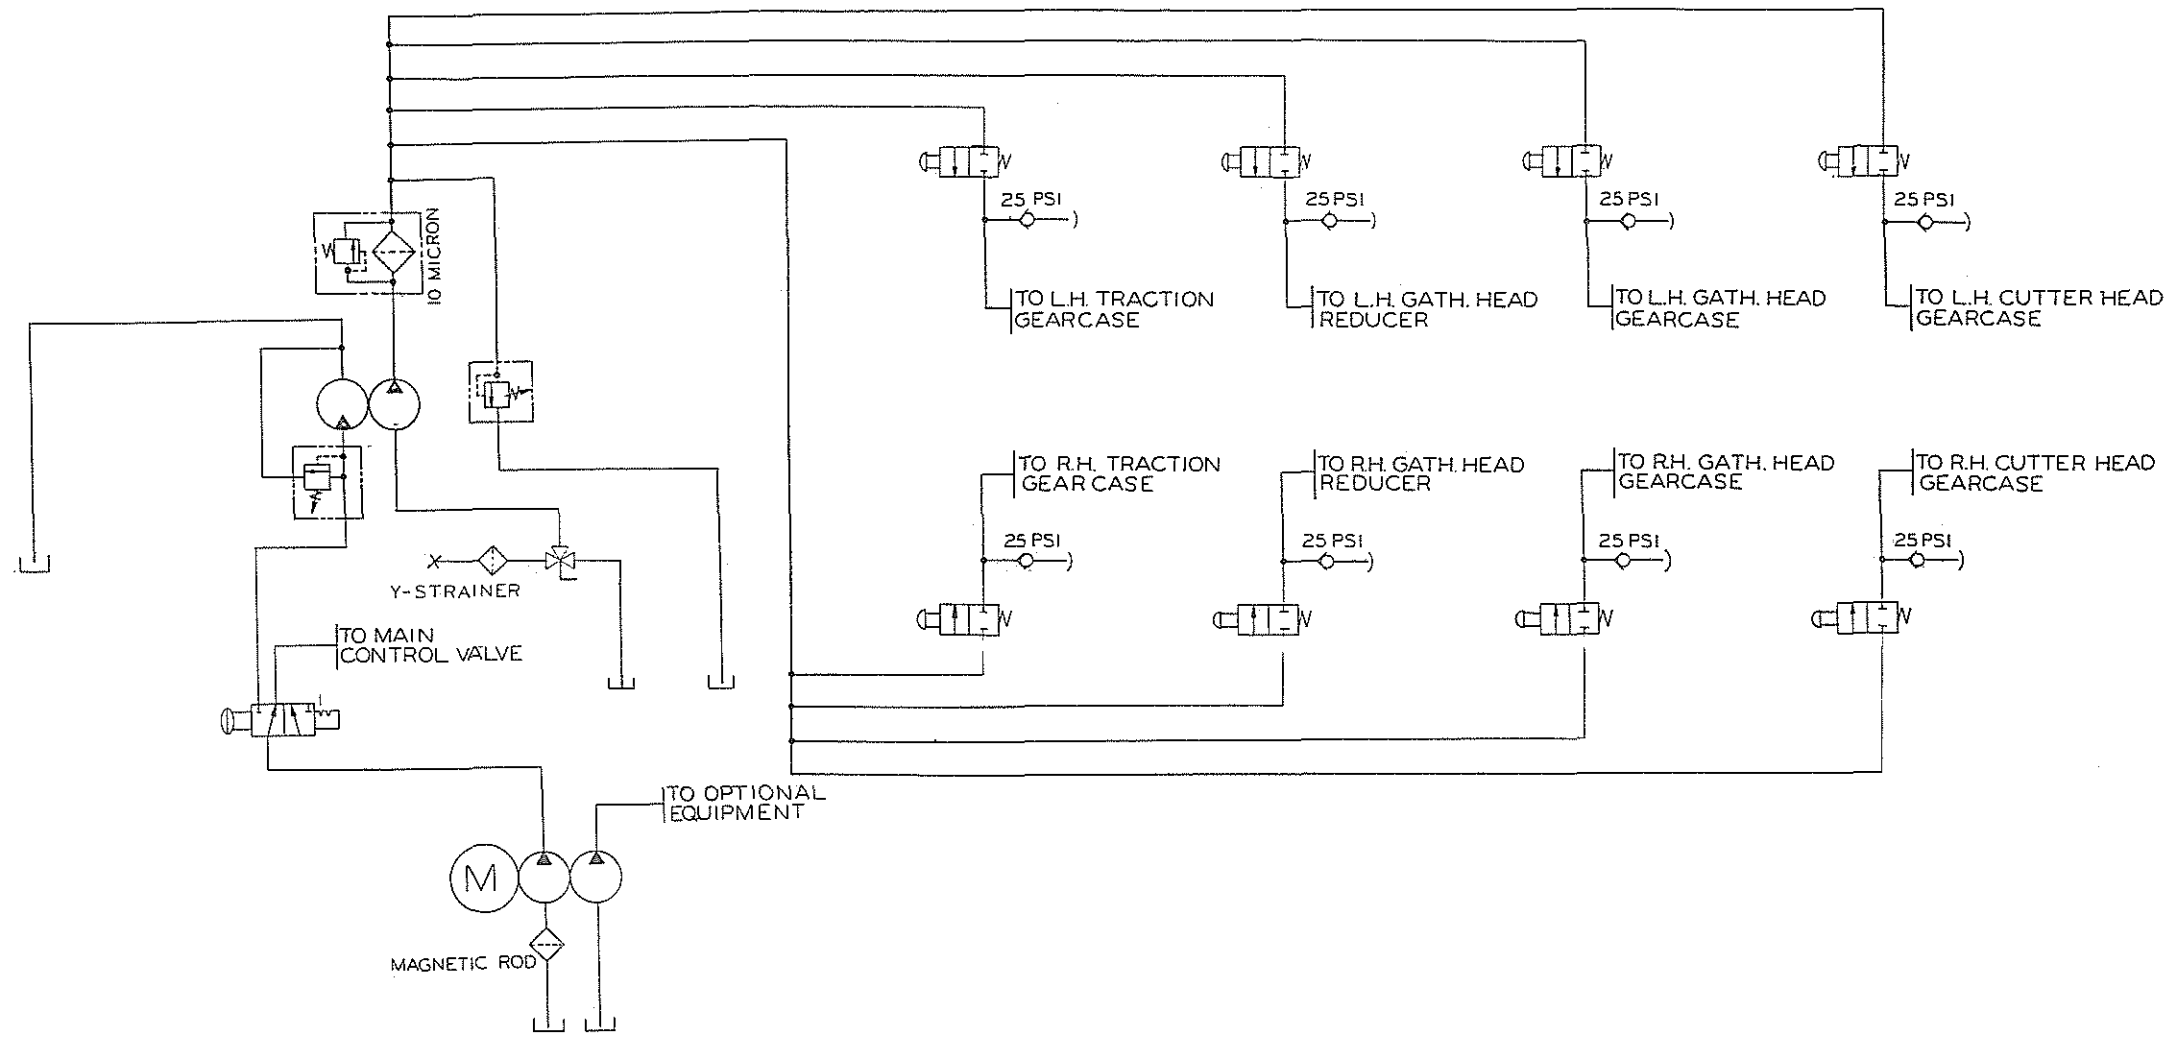 25 PSI
25 PSI
25 PSI
25 PSI
10 MICRON
TO L.H. TRACTION
GEARCASE
TO L.H. GATH. HEAD
REDUCER
TO L.H. GATH. HEAD
GEARCASE
TO L.H. CUTTER HEAD
GEARCASE
TO R.H. TRACTION
GEAR CASE
TO R.H. GATH. HEAD
REDUCER
TO R.H. GATH. HEAD
GEARCASE
TO R.H. CUTTER HEAD
GEARCASE
25 PSI
25 PSI
25 PSI
25 PSI
Y-STRAINER
TO MAIN
CONTROL VALVE
TO OPTIONAL
EQUIPMENT
M
MAGNETIC ROD